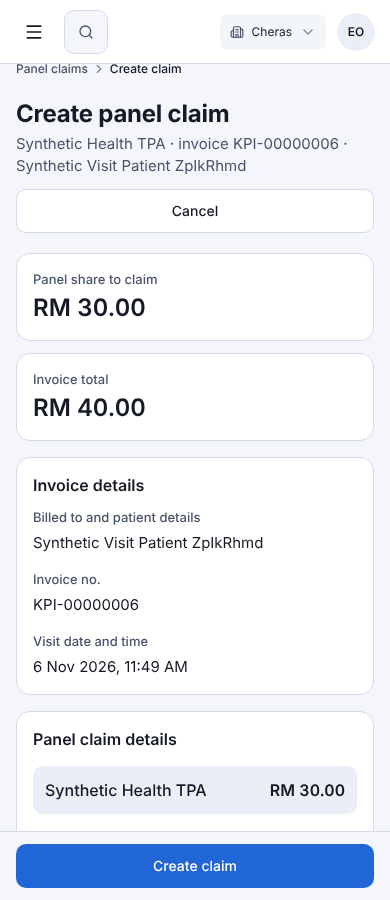 Cheras
EO
Panel claims
Create panel claim
Create panel claim
Synthetic Health TPA · invoice KPI-00000006 ·
Synthetic Visit Patient ZpIkRhmd
Cancel
Panel share to claim
RM 30.00
Invoice total
RM 40.00
Invoice details
Billed to and patient details
Synthetic Visit Patient ZpIkRhmd
Invoice no.
KPI-00000006
Visit date and time
6 Nov 2026, 11:49 AM
Panel claim details
Synthetic Health TPA RM 30.00
Create claim